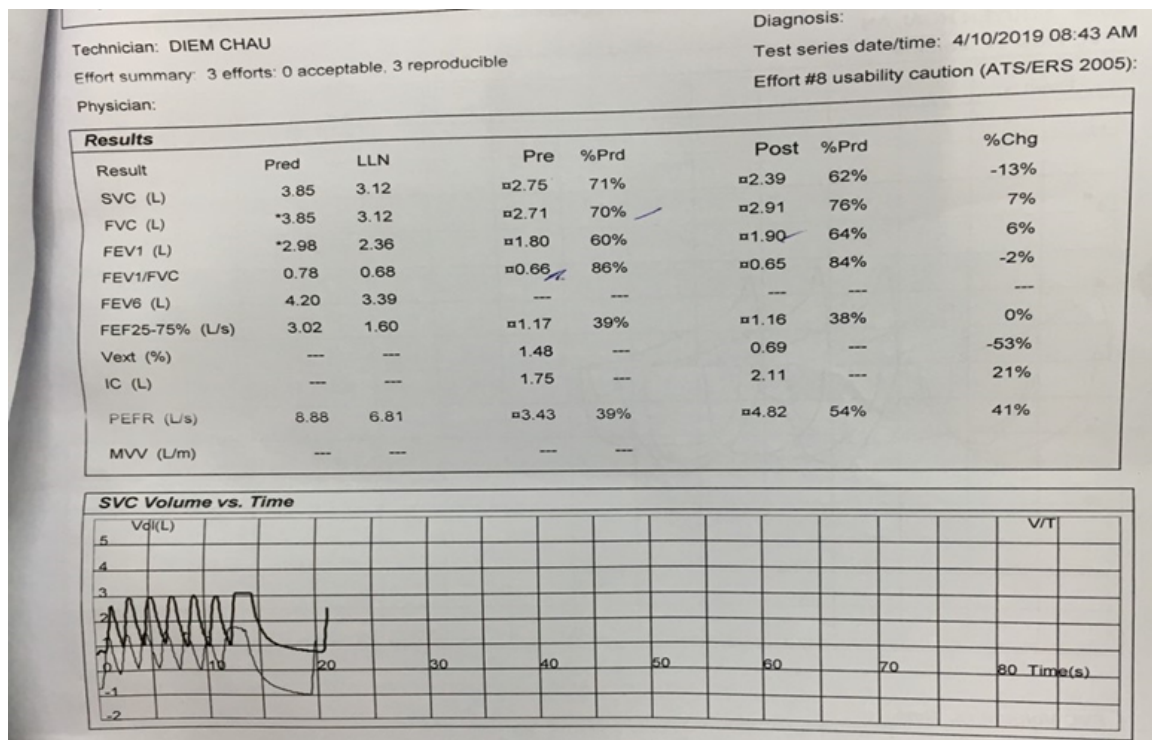 Diagnosis:
Technician: DIEM CHAU
Test series date/time: 4/10/2019 08:43 AM
Effort summary: 3 efforts: 0 acceptable, 3 reproducible
Effort #8 usability caution (ATS/ERS 2005):
Physician:
Results
Result Pred LLN Pre %Prd Post %Prd %Chg
SVC (L) 3.85 3.12 ¤2.75 71% ¤2.39 62% -13%
FVC (L) *3.85 3.12 ¤2.71 70% ¤2.91 76% 7%
FEV1 (L) *2.98 2.36 ¤1.80 60% ¤1.90 64% 6%
FEV1/FVC 0.78 0.68 ¤0.66 86% ¤0.65 84% -2%
FEV6 (L) 4.20 3.39 --- --- --- --- ---
FEF25-75% (L/s) 3.02 1.60 ¤1.17 39% ¤1.16 38% 0%
Vext (%) --- --- 1.48 --- 0.69 --- -53%
IC (L) --- --- 1.75 --- 2.11 --- 21%
PEFR (L/s) 8.88 6.81 ¤3.43 39% ¤4.82 54% 41%
MVV (L/m) --- --- --- ---
SVC Volume vs. Time
Vol(L) V/T
5
4
3
2
0 10 20 30 40 50 60 70 80 Time(s)
-1
-2